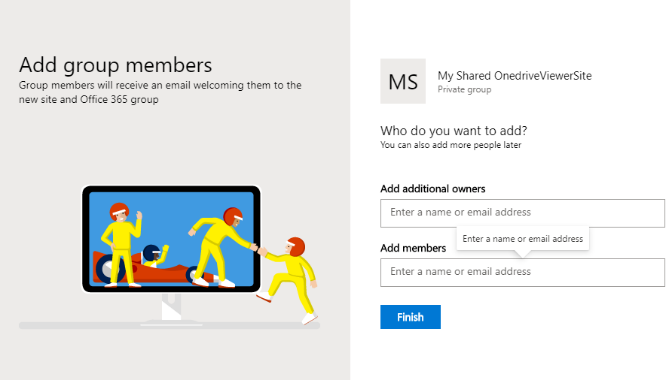 Add group members
Group members will receive an email welcoming them to the
new site and Office 365 group
MS
My Shared OnedriveViewerSite
Private group
Who do you want to add?
You can also add more people later
Add additional owners
Enter a name or email address
Enter a name or email address
Add members
Enter a name or email address
Finish